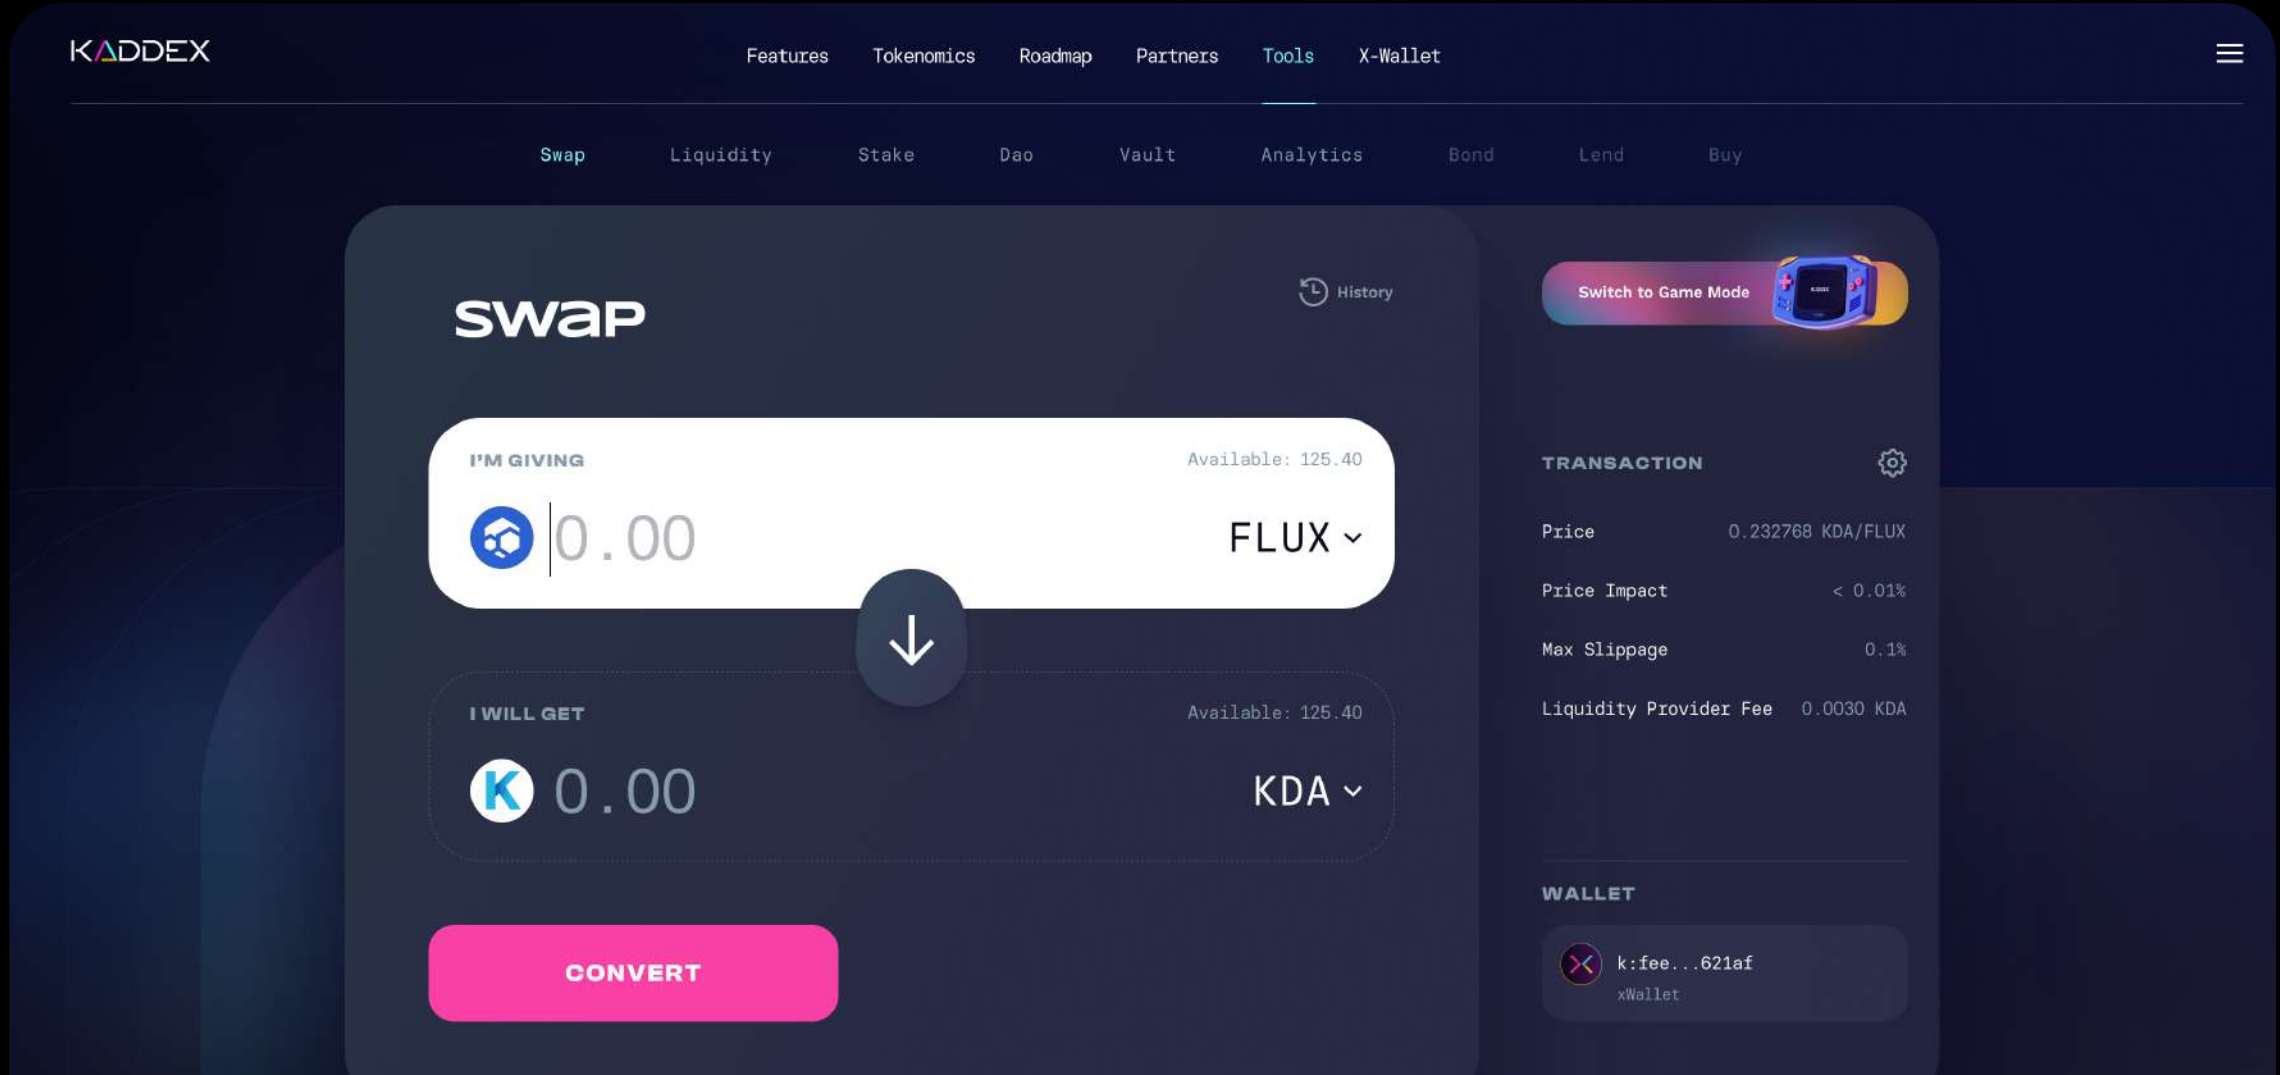 KADDEX
Features Tokenomics Roadmap Partners Tools X-Wallet
Swap Liquidity Stake Dao Vault Analytics Bond Lend Buy
swap
History
I'M GIVING
Available: 125.40
0.00
FLUX
I WILL GET
Available: 125.40
0.00
KDA
CONVERT
Switch to Game Mode
TRANSACTION
Price 0.232768 KDA/FLUX
Price Impact < 0.01%
Max Slippage 0.1%
Liquidity Provider Fee 0.0030 KDA
WALLET
k:fee...621af
xWallet